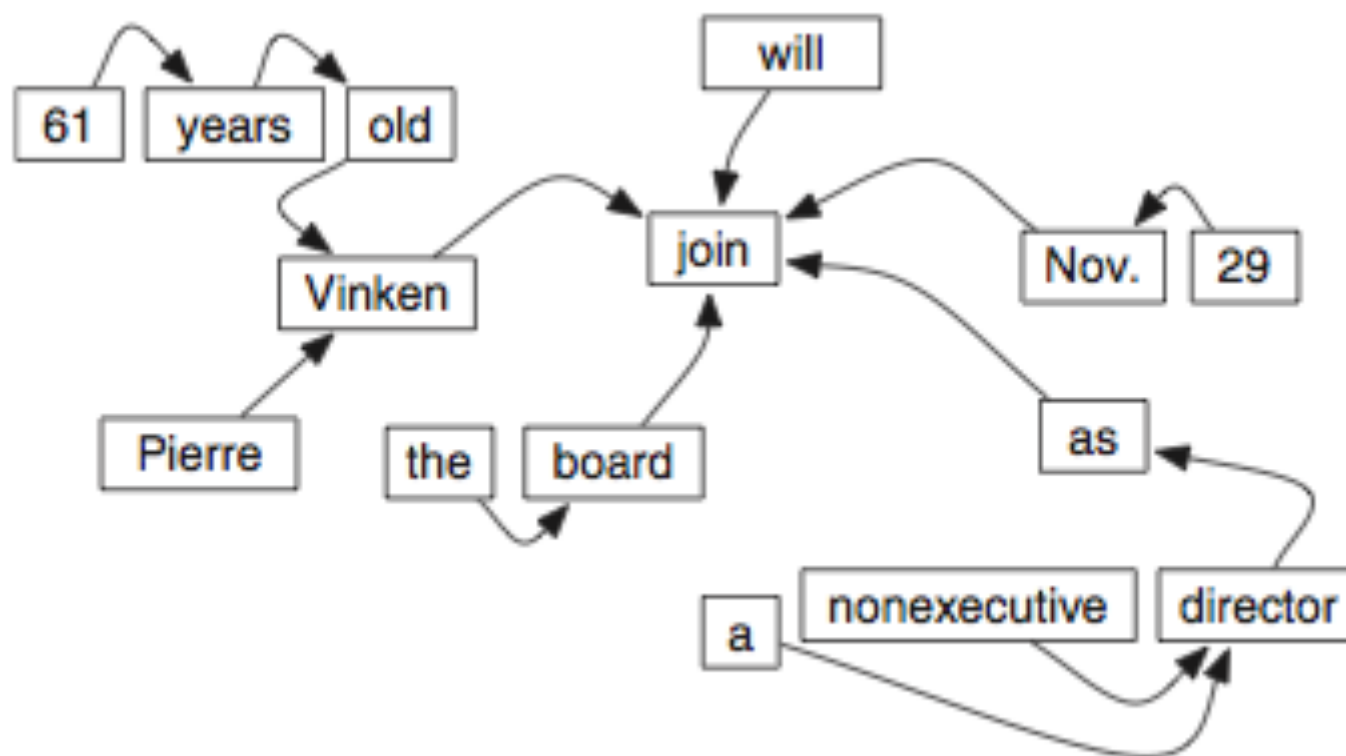 will
61 years old
join
Nov. 29
Vinken
as
Pierre
the board
nonexecutive director
a